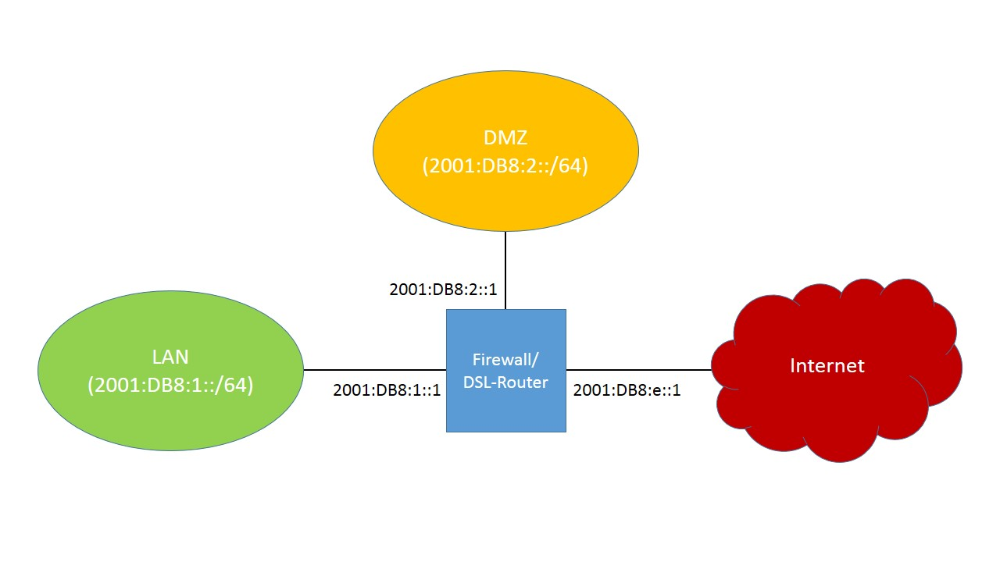 DMZ
(2001:DB8:2::/64)
2001:DB8:2::1
LAN
(2001:DB8:1::/64)
2001:DB8:1::1
Firewall/
DSL-Router
2001:DB8:e::1
Internet